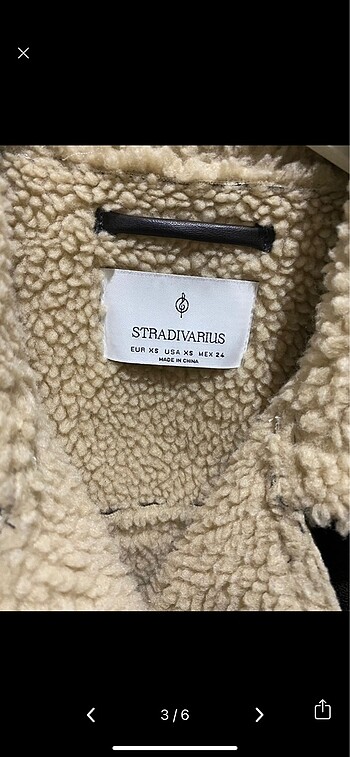 STRADIVARIUS
EUR XS USA XS MEX 24
MADE IN CHINA
3/6